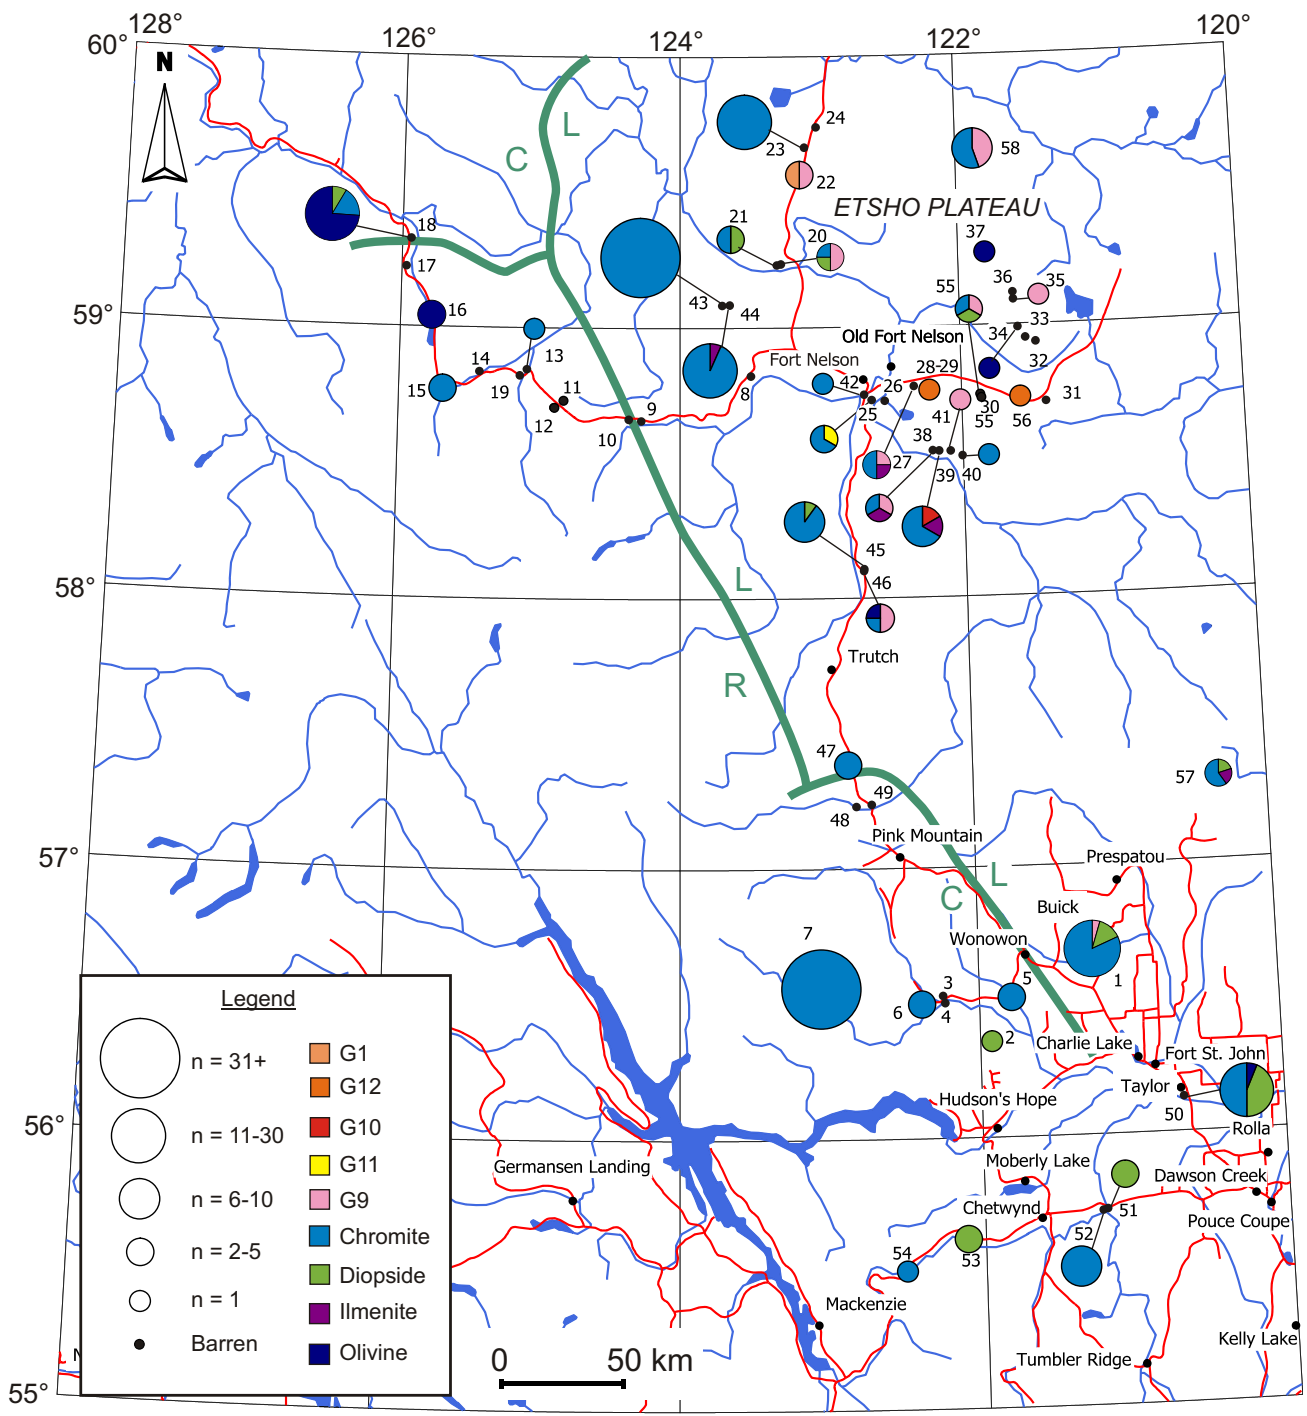 128°
126°
124°
122°
120°
60°
N
L
C
24
23
22
58
ETSHO PLATEAU
18
17
21
20
37
36
35
55
16
59°
43
44
Old Fort Nelson
34
33
32
14
13
19
15
11
12
10
9
8
Fort Nelson
42
26
28-29
25
41
30
55
56
31
27
38
39
40
45
46
58°
L
R
Trutch
47
49
48
57
Pink Mountain
57°
Prespatou
L
C
Buick
7
Wonowon
1
5
3
4
6
2
Charlie Lake
Fort St. John
Taylor
50
56°
Hudson's Hope
Rolla
Germansen Landing
Moberly Lake
Dawson Creek
Chetwynd
51
Pouce Coupe
52
53
54
Mackenzie
Kelly Lake
Tumbler Ridge
55°
N
0 50 km
Legend
n = 31+
n = 11-30
n = 6-10
n = 2-5
n = 1
Barren
G1
G12
G10
G11
G9
Chromite
Diopside
Ilmenite
Olivine